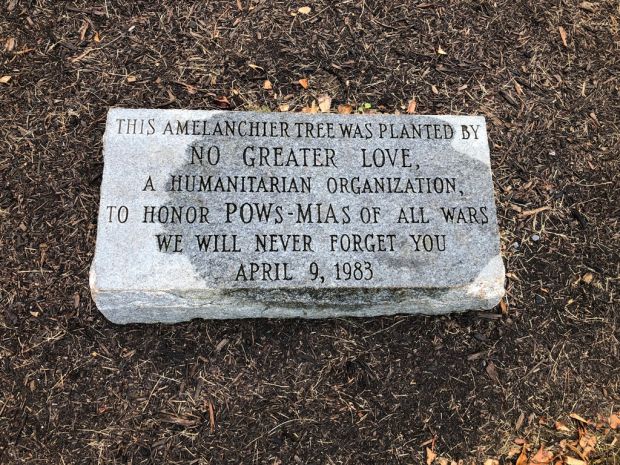 THIS AMELANCHIER TREE WAS PLANTED BY
NO GREATER LOVE,
A HUMANITARIAN ORGANIZATION,
TO HONOR POWS-MIAS OF ALL WARS
WE WILL NEVER FORGET YOU
APRIL 9, 1983